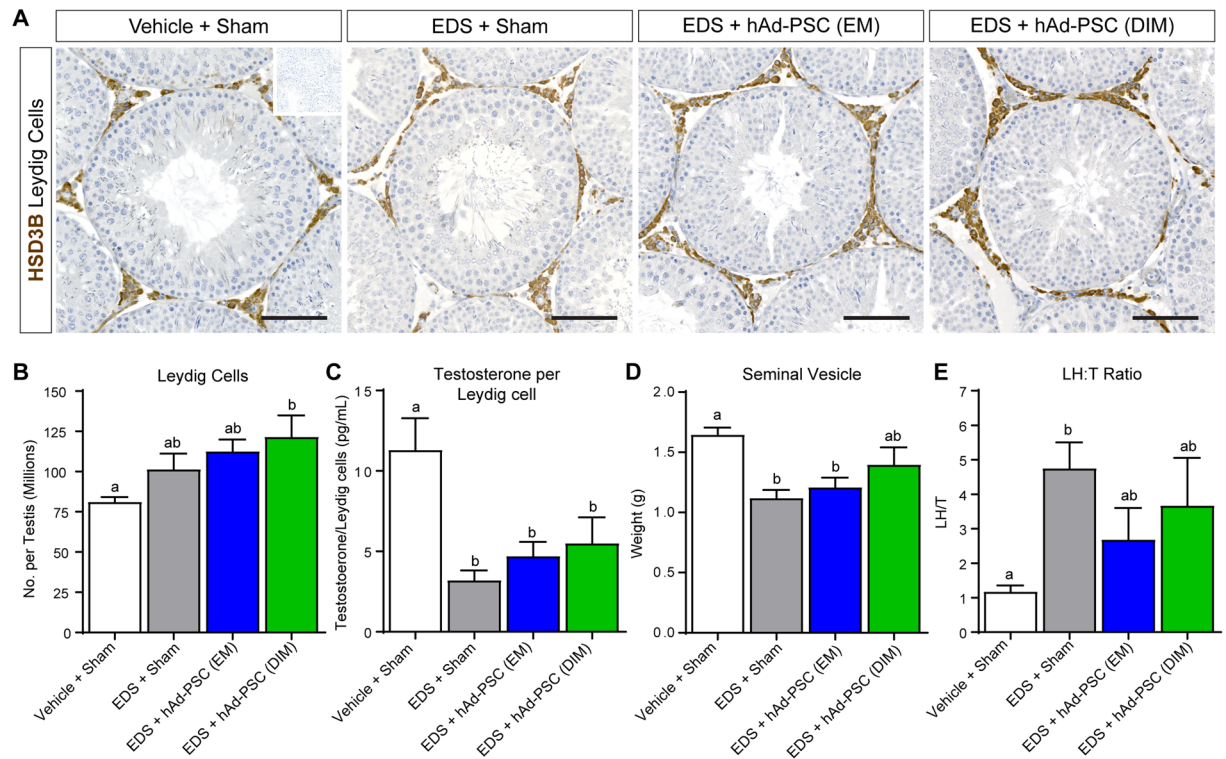 A
Vehicle + Sham
EDS + Sham
EDS + hAd-PSC (EM)
EDS + hAd-PSC (DIM)
HSD3B Leydig Cells
B
Leydig Cells
No. per Testis (Millions)
150
125
100
75
50
25
0
a
ab
ab
b
Vehicle + Sham
EDS + Sham
EDS + hAd-PSC (EM)
EDS + hAd-PSC (DIM)
C
Testosterone per
Leydig cell
Testostoerone/Leydig cells (pg/mL)
15
10
5
0
a
b
b
b
Vehicle + Sham
EDS + Sham
EDS + hAd-PSC (EM)
EDS + hAd-PSC (DIM)
D
Seminal Vesicle
Weight (g)
2.0
1.5
1.0
1.5
0.0
a
b
b
ab
Vehicle + Sham
EDS + Sham
EDS + hAd-PSC (EM)
EDS + hAd-PSC (DIM)
E
LH:T Ratio
LH/T
7
6
5
4
3
2
1
0
a
b
ab
ab
Vehicle + Sham
EDS + Sham
EDS + hAd-PSC (EM)
EDS + hAd-PSC (DIM)